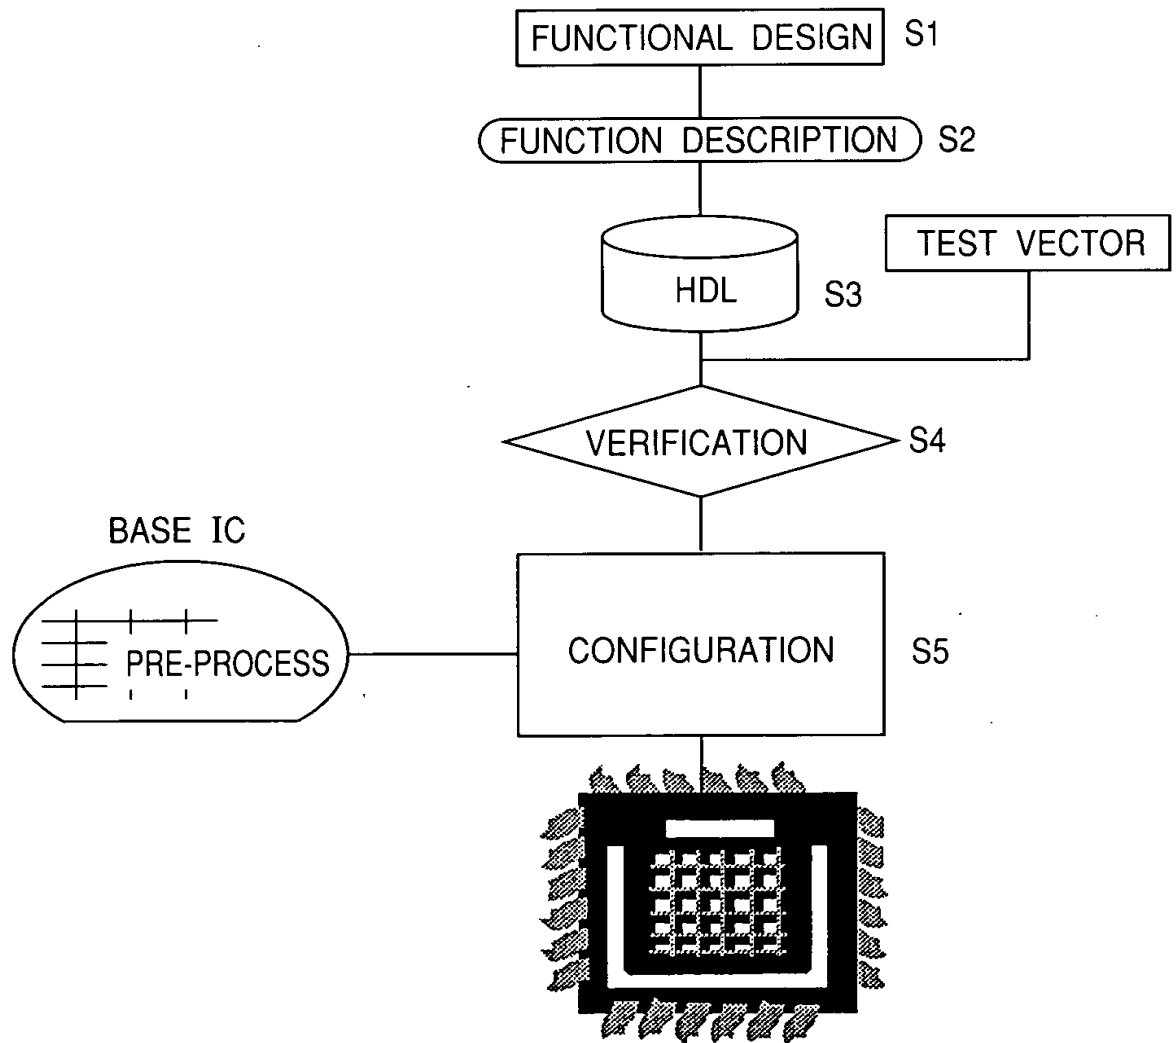 FUNCTIONAL DESIGN S1
FUNCTION DESCRIPTION S2
TEST VECTOR
HDL S3
VERIFICATION S4
BASE IC
PRE-PROCESS
CONFIGURATION S5